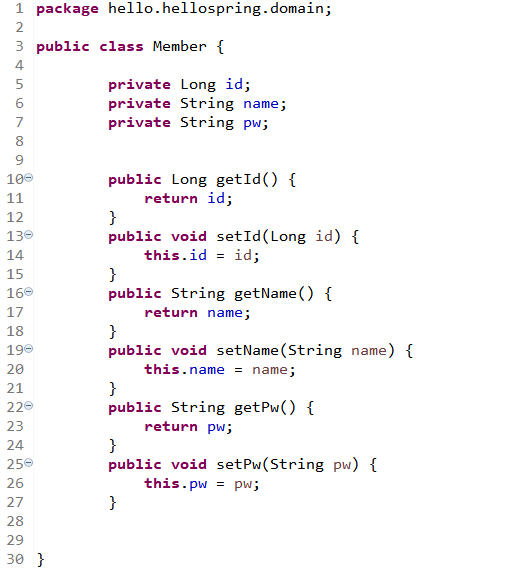 1 package hello.hellospring.domain;
2
3 public class Member {
4
5 private Long id;
6 private String name;
7 private String pw;
8
9
10 public Long getId() {
11 return id;
12 }
13 public void setId(Long id) {
14 this.id = id;
15 }
16 public String getName() {
17 return name;
18 }
19 public void setName(String name) {
20 this.name = name;
21 }
22 public String getPw() {
23 return pw;
24 }
25 public void setPw(String pw) {
26 this.pw = pw;
27 }
28
29
30 }